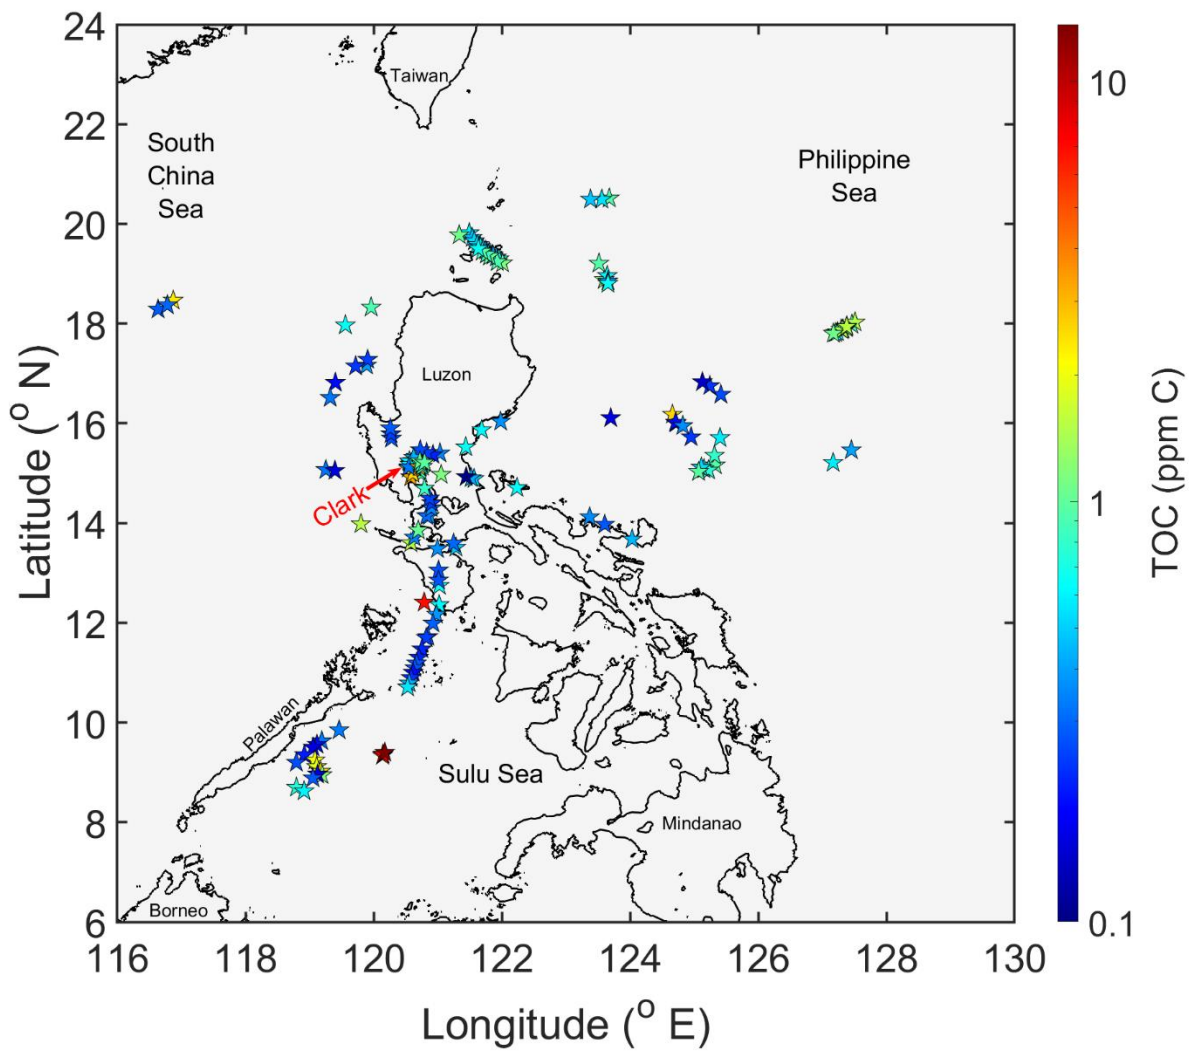 24
22
20
18
16
14
12
10
8
6
116
118
120
122
124
126
128
130
Latitude (° N)
Longitude (° E)
Taiwan
South
China
Sea
Philippine
Sea
Luzon
Clark
Palawan
Sulu Sea
Mindanao
Borneo
10
1
0.1
TOC (ppm C)